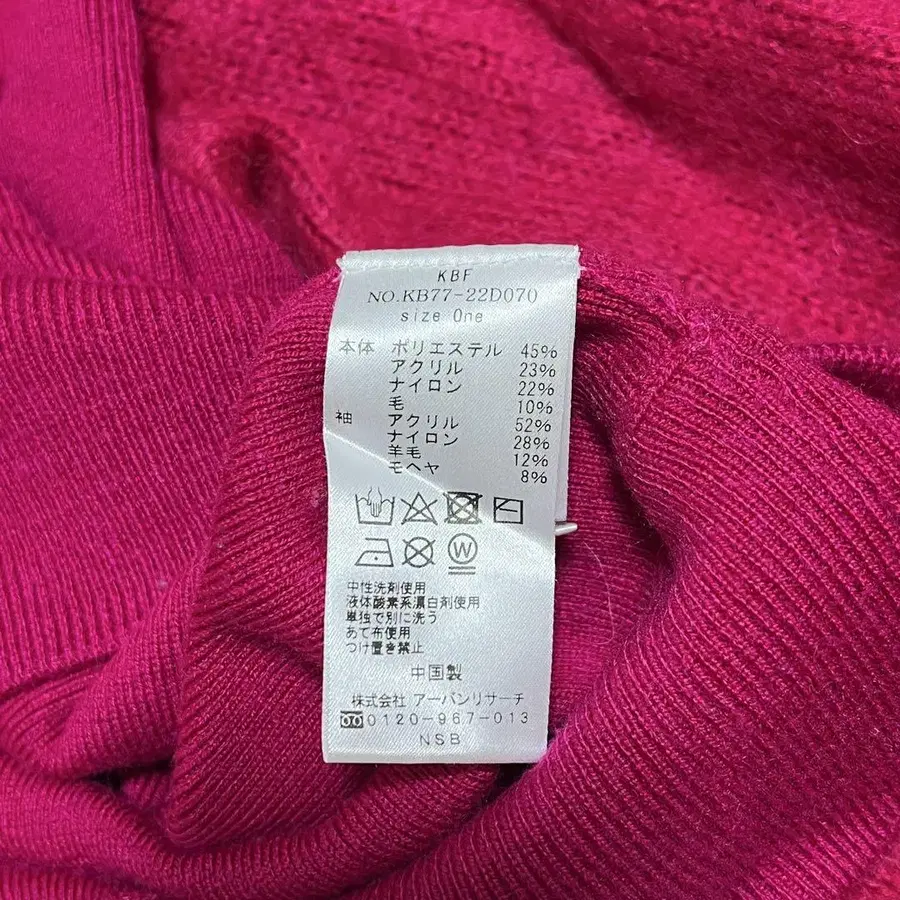 KBF
NO.KB77-22D070
size One
本体 ポリエステル 45%
アクリル 23%
ナイロン 22%
毛 10%
袖 アクリル 52%
ナイロン 28%
羊毛 12%
モヘヤ 8%
W
中性洗剤使用
液体酸素系漂白剤使用
単独で別に洗う
あて布使用
つけ置き禁止
中国製
株式会社 アーバンリサーチ
0120-967-013
NSB